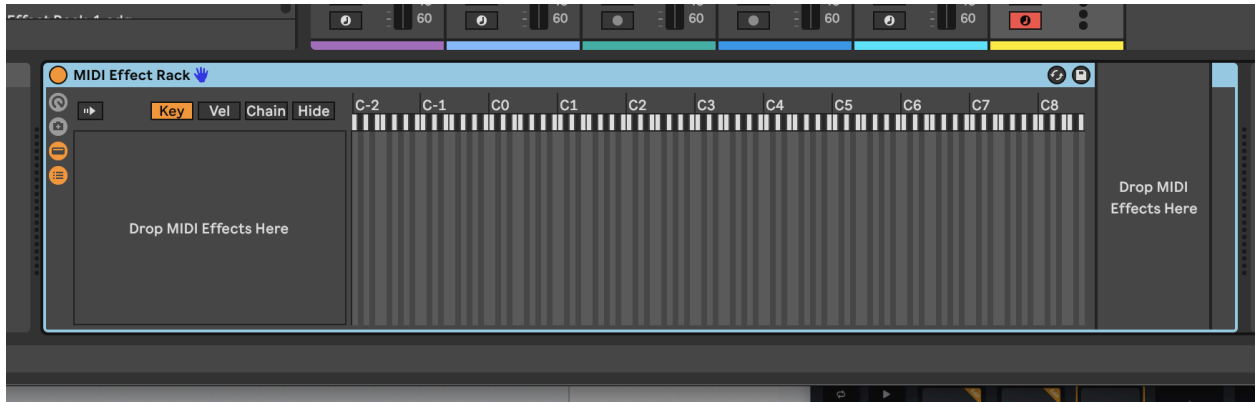 60 60 60 60 60
MIDI Effect Rack
Key Vel Chain Hide C-2 C-1 C0 C1 C2 C3 C4 C5 C6 C7 C8
Drop MIDI Effects Here
Drop MIDI
Effects Here